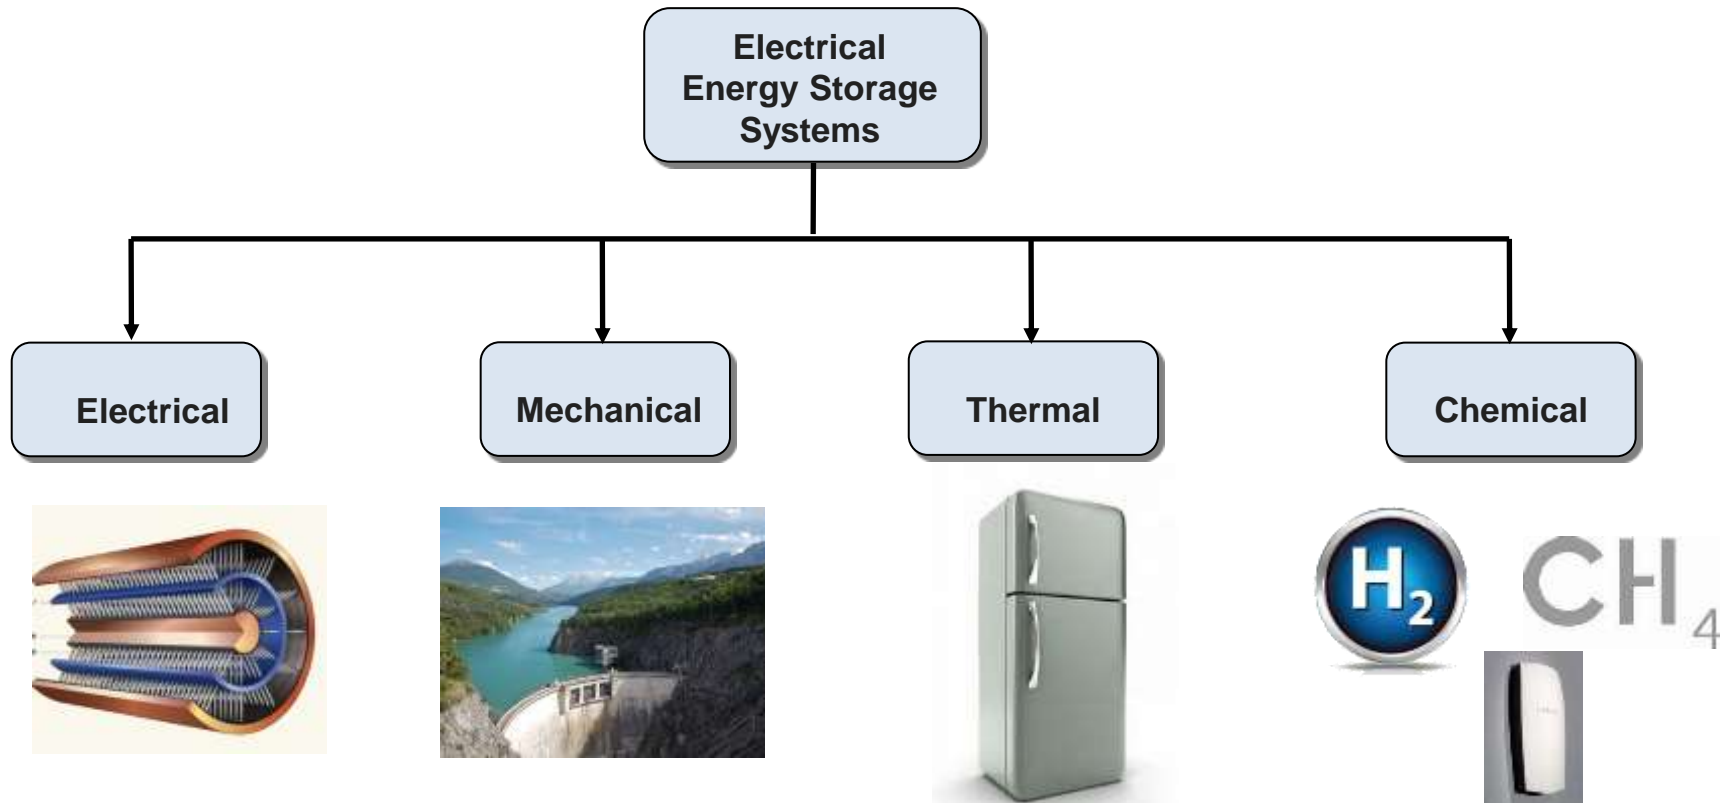 Electrical
Energy Storage
Systems
Electrical
Mechanical
Thermal
Chemical
H2
CH4